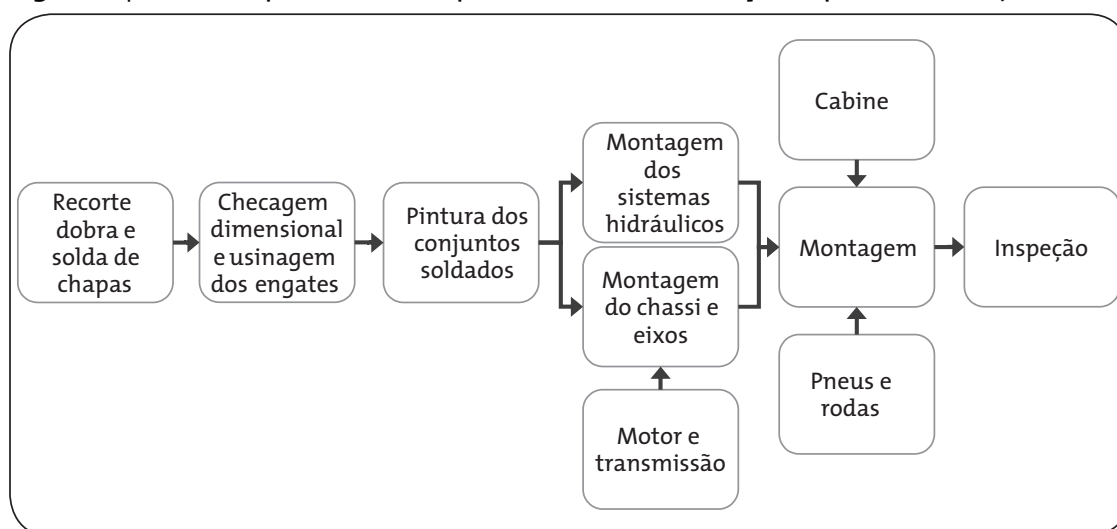 Recorte
dobra e
solda de
chapas
Checagem
dimensional
e usinagem
dos engates
Pintura dos
conjuntos
soldados
Montagem
dos
sistemas
hidráulicos
Montagem
do chassi e
eixos
Motor e
transmissão
Cabine
Montagem
Pneus e
rodas
Inspeção